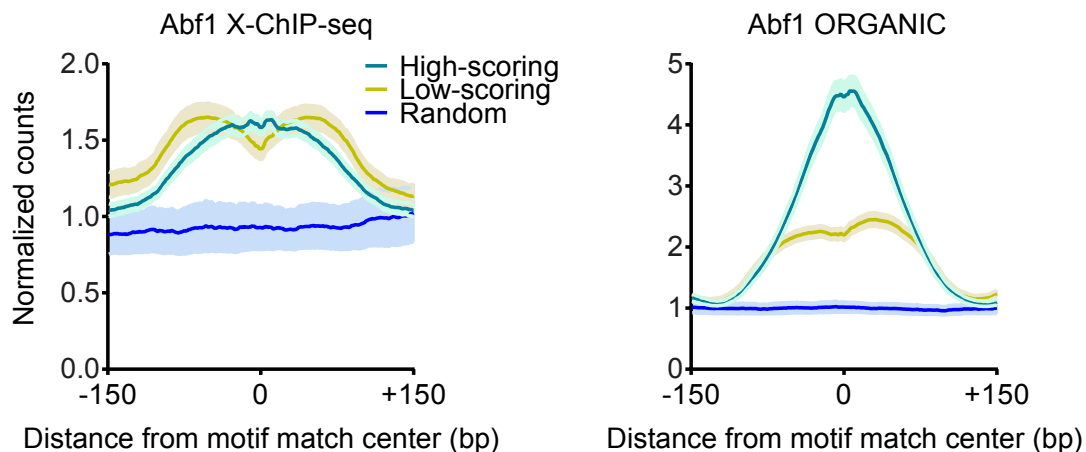 Abf1 X-ChIP-seq
Normalized counts
2.0
1.5
1.0
0.5
0.0
High-scoring
Low-scoring
Random
-150
0
+150
Distance from motif match center (bp)
Abf1 ORGANIC
5
4
3
2
1
0
-150
0
+150
Distance from motif match center (bp)